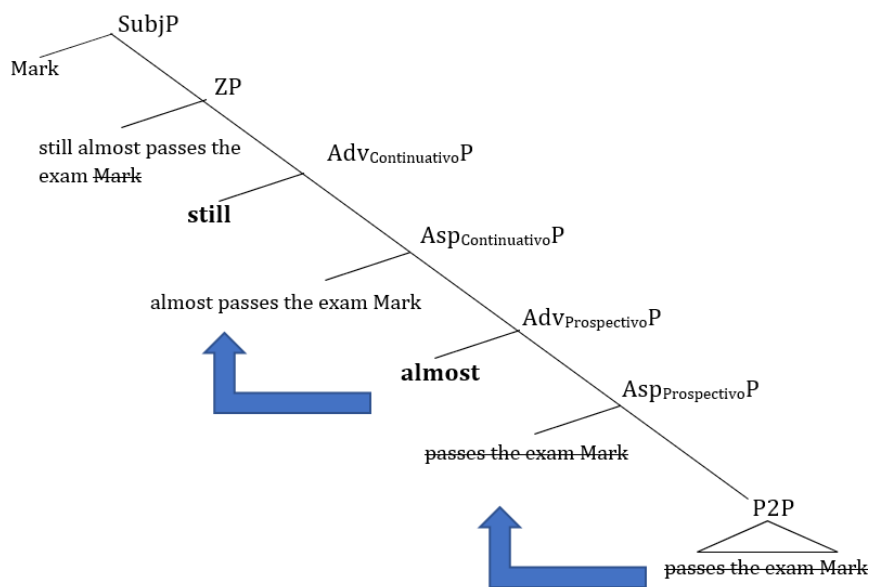 SubjP
Mark
ZP
still almost passes the
exam Mark
AdvContinuativoP
still
AspContinuativoP
almost passes the exam Mark
AdvProspectivoP
almost
AspProspectivoP
passes the exam Mark
P2P
passes the exam Mark